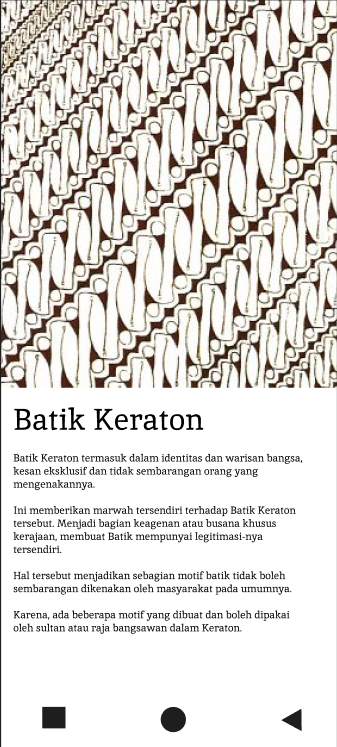 Batik Keraton
Batik Keraton termasuk dalam identitas dan warisan bangsa,
kesan eksklusif dan tidak sembarangan orang yang
mengenakannya.
Ini memberikan marwah tersendiri terhadap Batik Keraton
tersebut. Menjadi bagian keagenan atau busana khusus
kerajaan, membuat Batik mempunyai legitimasi-nya
tersendiri.
Hal tersebut menjadikan sebagian motif batik tidak boleh
sembarangan dikenakan oleh masyarakat pada umumnya.
Karena, ada beberapa motif yang dibuat dan boleh dipakai
oleh sultan atau raja bangsawan dalam Keraton.